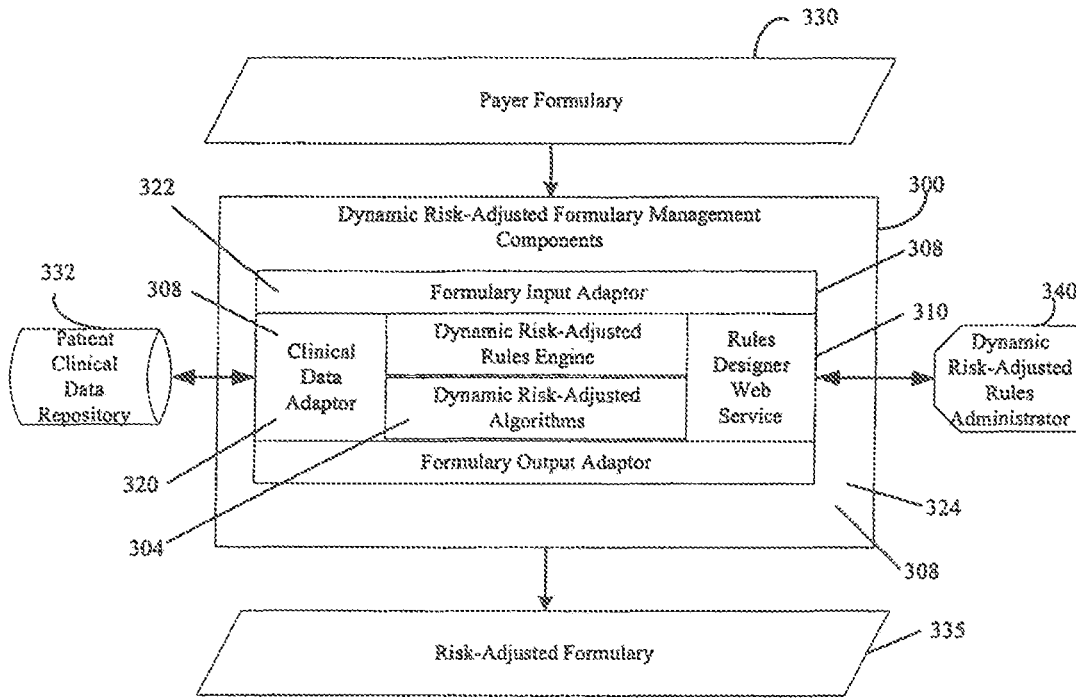 330
Payer Formulary
322
300
Dynamic Risk-Adjusted Formulary Management
Components
332
308
308
Formulary Input Adaptor
340
310
Patient
Clinical
Data
Repository
Clinical
Data
Adaptor
Dynamic Risk-Adjusted
Rules Engine
Dynamic Risk-Adjusted
Algorithms
Rules
Designer
Web
Service
Dynamic
Risk-Adjusted
Rules
Administrator
Formulary Output Adaptor
320
324
304
308
Risk-Adjusted Formulary
335